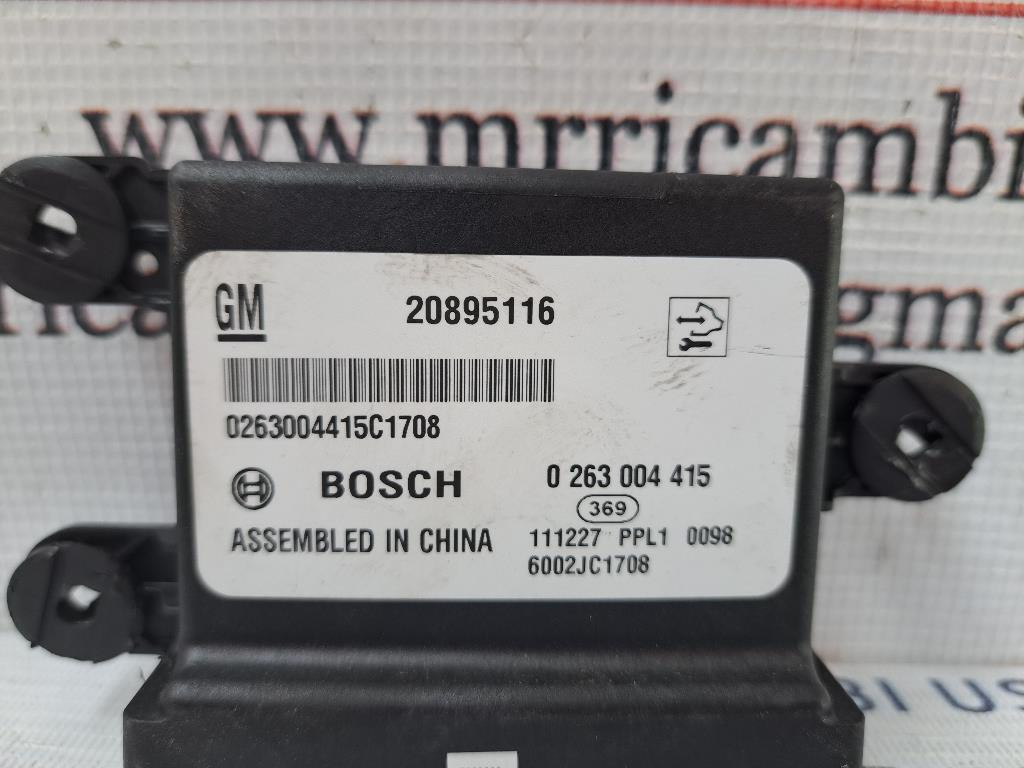 www.mrricambi
GM 20895116
0263004415C1708
BOSCH 0 263 004 415
369
ASSEMBLED IN CHINA 111227 PPL1 0098
6002JC1708